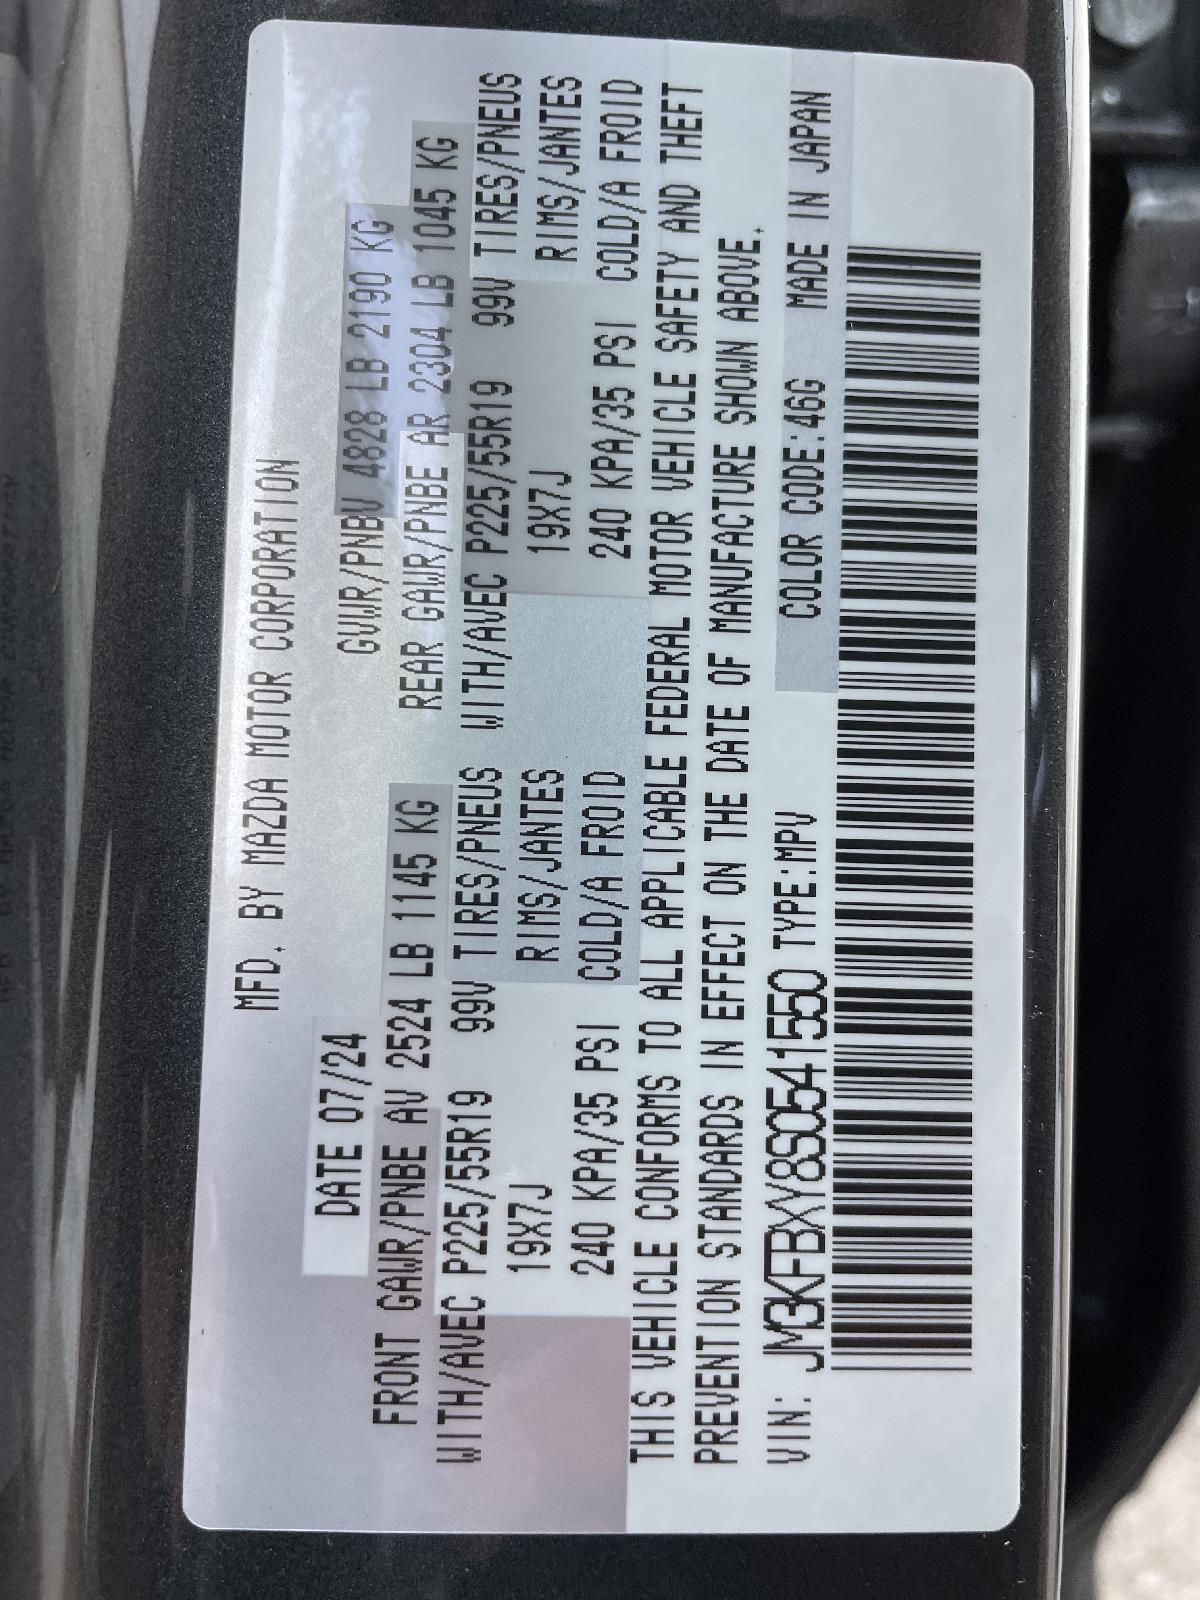 MFD. BY MAZDA MOTOR CORPORATION
DATE 07/24 GVWR/PNBV 4828 LB 2190 KG
FRONT GAWR/PNBE AV 2524 LB 1145 KG REAR GAWR/PNBE AR 2304 LB 1045 KG
WITH/AVEC P225/55R19 99V TIRES/PNEUS WITH/AVEC P225/55R19 99V TIRES/PNEUS
19X7J RIMS/JANTES 19X7J RIMS/JANTES
240 KPA/35 PSI COLD/A FROID 240 KPA/35 PSI COLD/A FROID
THIS VEHICLE CONFORMS TO ALL APPLICABLE FEDERAL MOTOR VEHICLE SAFETY AND THEFT
PREVENTION STANDARDS IN EFFECT ON THE DATE OF MANUFACTURE SHOWN ABOVE.
VIN: JM3KFBXY8S0541550 TYPE:MPV COLOR CODE:46G MADE IN JAPAN